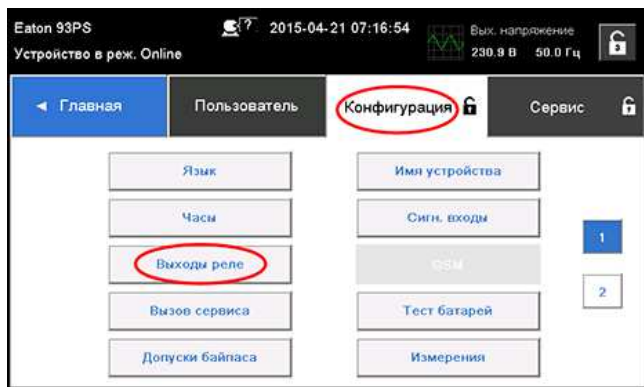 Eaton 93PS
2015-04-21 07:16:54
Вых. напряжение
Устройство в реж. Online
230.9 В 50.0 Гц
◄ Главная
Пользователь
Конфигурация
Сервис
Язык
Имя устройства
Часы
Сигн. входы
1
Выходы реле
GSM
2
Вызов сервиса
Тест батарей
Допуски байпаса
Измерения